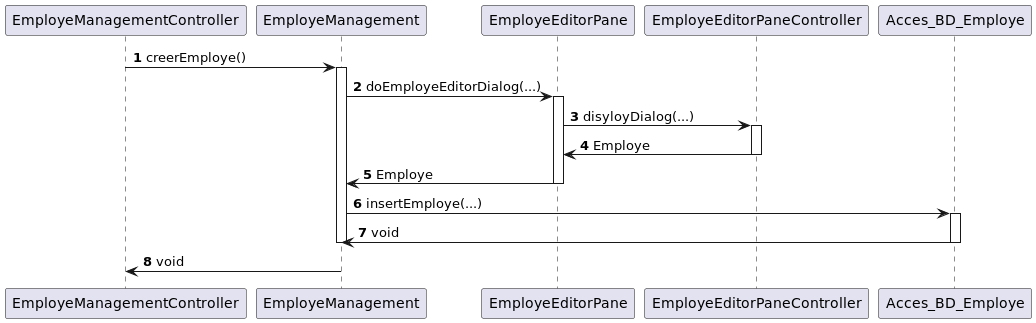 EmployeManagementController EmployeManagement EmployeEditorPane EmployeEditorPaneController Acces_BD_Employe
1 creerEmploye()
2 doEmployeEditorDialog(...)
3 disyloyDialog(...)
4 Employe
5 Employe
6 insertEmploye(...)
7 void
8 void
EmployeManagementController EmployeManagement EmployeEditorPane EmployeEditorPaneController Acces_BD_Employe